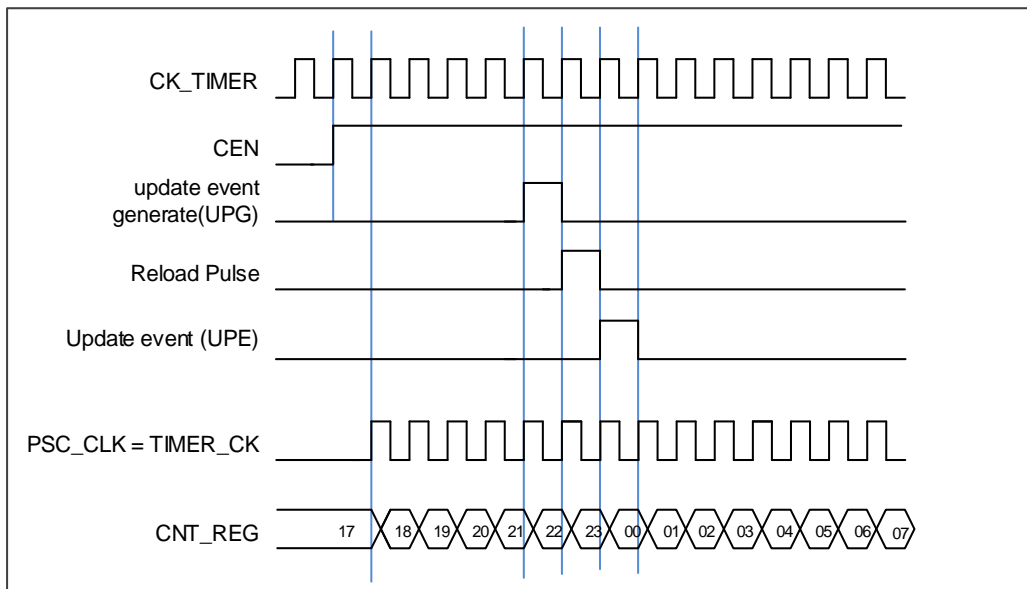 CK_TIMER
CEN
update event
generate(UPG)
Reload Pulse
Update event (UPE)
PSC_CLK = TIMER_CK
CNT_REG 17 18 19 20 21 22 23 00 01 02 03 04 05 06 07